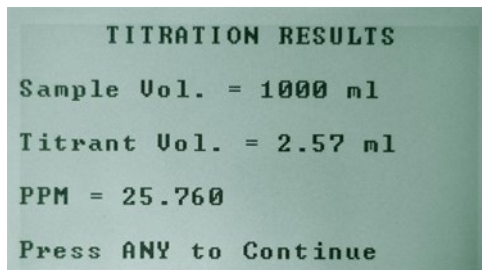 TITRATION RESULTS
Sample Vol. = 1000 ml
Titrant Vol. = 2.57 ml
PPM = 25.760
Press ANY to Continue